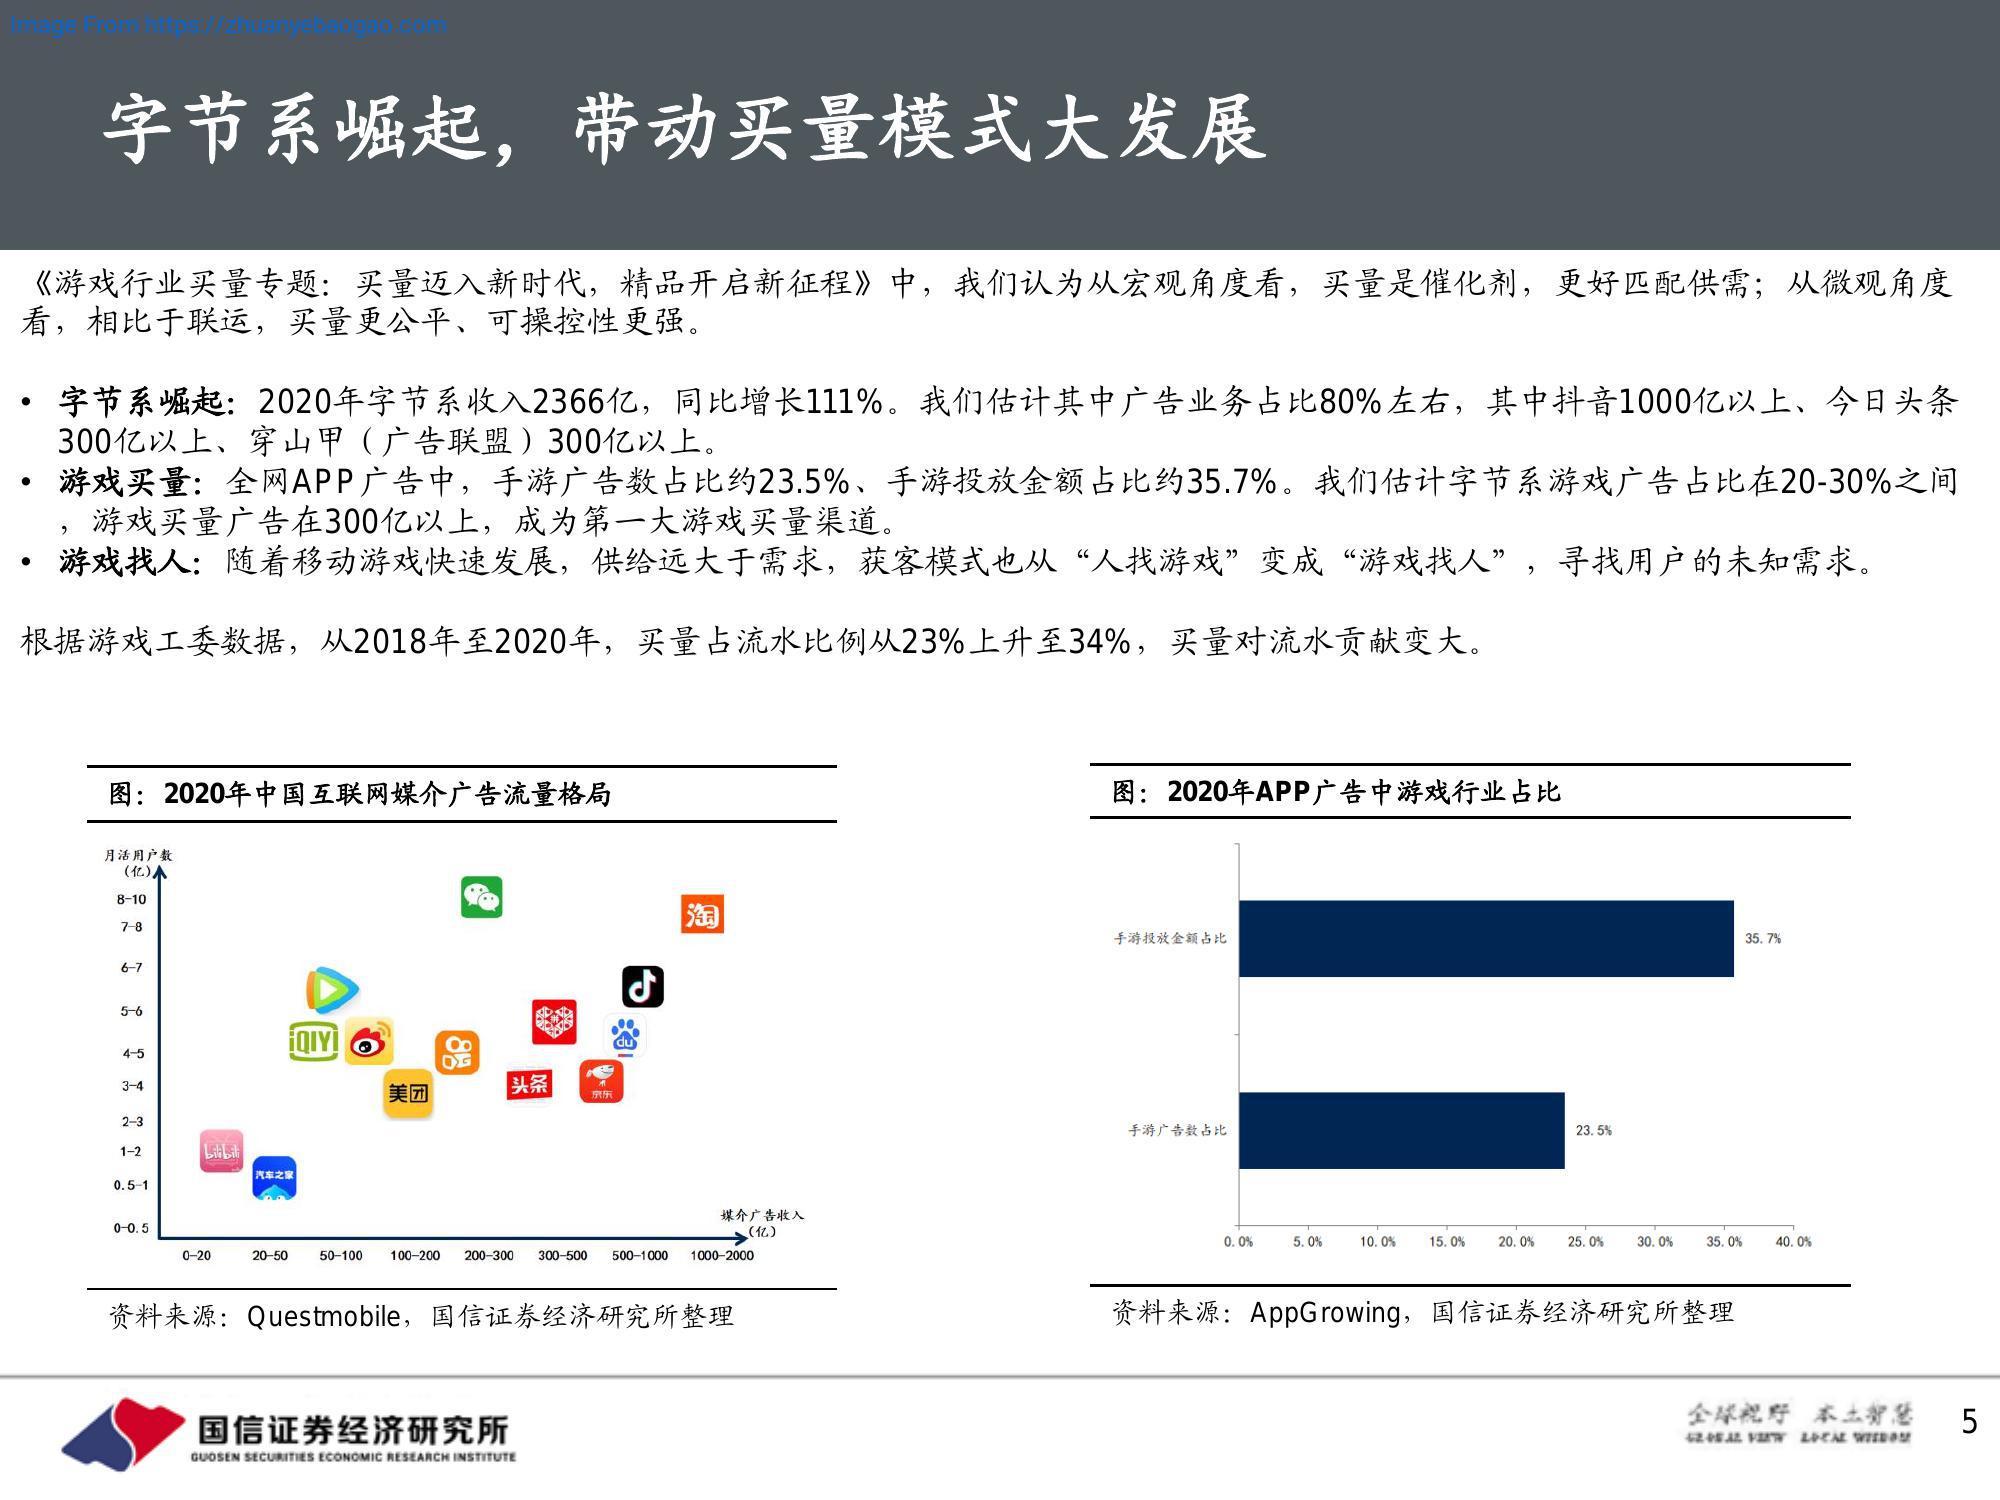 Image From https://zhuanyebaogao.com
字节系崛起，带动买量模式大发展
《游戏行业买量专题：买量迈入新时代，精品开启新征程》中，我们认为从宏观角度看，买量是催化剂，更好匹配供需；从微观角度
看，相比于联运，买量更公平、可操控性更强。
• 字节系崛起：2020年字节系收入2366亿，同比增长111%。我们估计其中广告业务占比80%左右，其中抖音1000亿以上、今日头条
300亿以上、穿山甲（广告联盟）300亿以上。
• 游戏买量：全网APP广告中，手游广告数占比约23.5%、手游投放金额占比约35.7%。我们估计字节系游戏广告占比在20-30%之间
，游戏买量广告在300亿以上，成为第一大游戏买量渠道。
• 游戏找人：随着移动游戏快速发展，供给远大于需求，获客模式也从“人找游戏”变成“游戏找人”，寻找用户的未知需求。
根据游戏工委数据，从2018年至2020年，买量占流水比例从23%上升至34%，买量对流水贡献变大。
图：2020年中国互联网媒介广告流量格局
月活用户数
（亿）
8-10
7-8
6-7
5-6
4-5
3-4
2-3
1-2
0.5-1
0-0.5
淘
iQIYI
拼
du
美团
头条
京东
bilibili
汽车之家
媒介广告收入
（亿）
0-20 20-50 50-100 100-200 200-300 300-500 500-1000 1000-2000
资料来源：Questmobile，国信证券经济研究所整理
图：2020年APP广告中游戏行业占比
手游投放金额占比 35.7%
手游广告数占比 23.5%
0.0% 5.0% 10.0% 15.0% 20.0% 25.0% 30.0% 35.0% 40.0%
资料来源：AppGrowing，国信证券经济研究所整理
国信证券经济研究所
GUOSEN SECURITIES ECONOMIC RESEARCH INSTITUTE
全球视野 本土智慧
GLOBAL VIEW LOCAL WISDOM
5